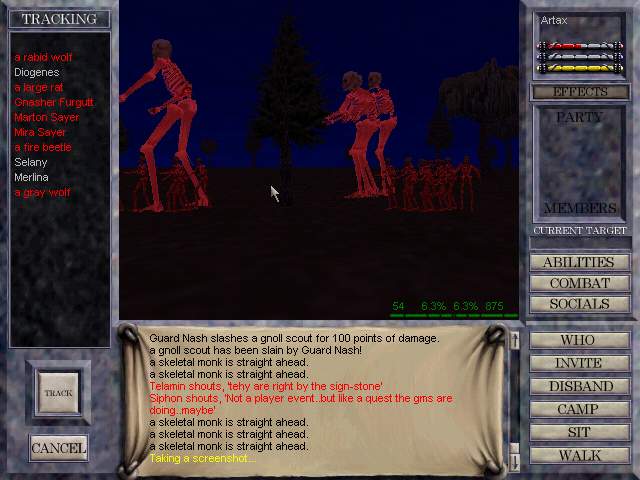 TRACKING
a rabid wolf
Diogenes
a large rat
Gnasher Furgutt
Marton Sayer
Mira Sayer
a fire beetle
Selany
Merlina
a gray wolf
TRACK
CANCEL
54 6.3% 6.3% 875
Guard Nash slashes a gnoll scout for 100 points of damage.
a gnoll scout has been slain by Guard Nash!
a skeletal monk is straight ahead.
a skeletal monk is straight ahead.
Telamin shouts, 'tehy are right by the sign-stone'
Siphon shouts, 'Not a player event..but like a quest the gms are
doing..maybe'
a skeletal monk is straight ahead.
a skeletal monk is straight ahead.
a skeletal monk is straight ahead.
Taking a screenshot...
Artax
EFFECTS
PARTY
MEMBERS
CURRENT TARGET
ABILITIES
COMBAT
SOCIALS
WHO
INVITE
DISBAND
CAMP
SIT
WALK